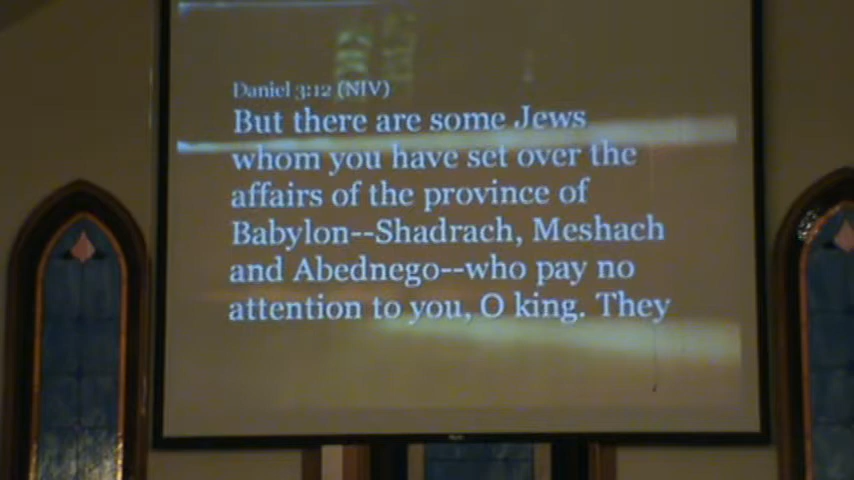 Daniel 3:12 (NIV)
But there are some Jews
whom you have set over the
affairs of the province of
Babylon--Shadrach, Meshach
and Abednego--who pay no
attention to you, O king. They